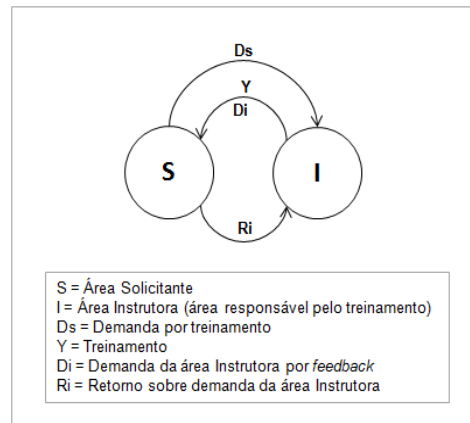 Ds
Y
Di
S
I
Ri
S = Área Solicitante
I = Área Instrutora (área responsável pelo treinamento)
Ds = Demanda por treinamento
Y = Treinamento
Di = Demanda da área Instrutora por feedback
Ri = Retorno sobre demanda da área Instrutora